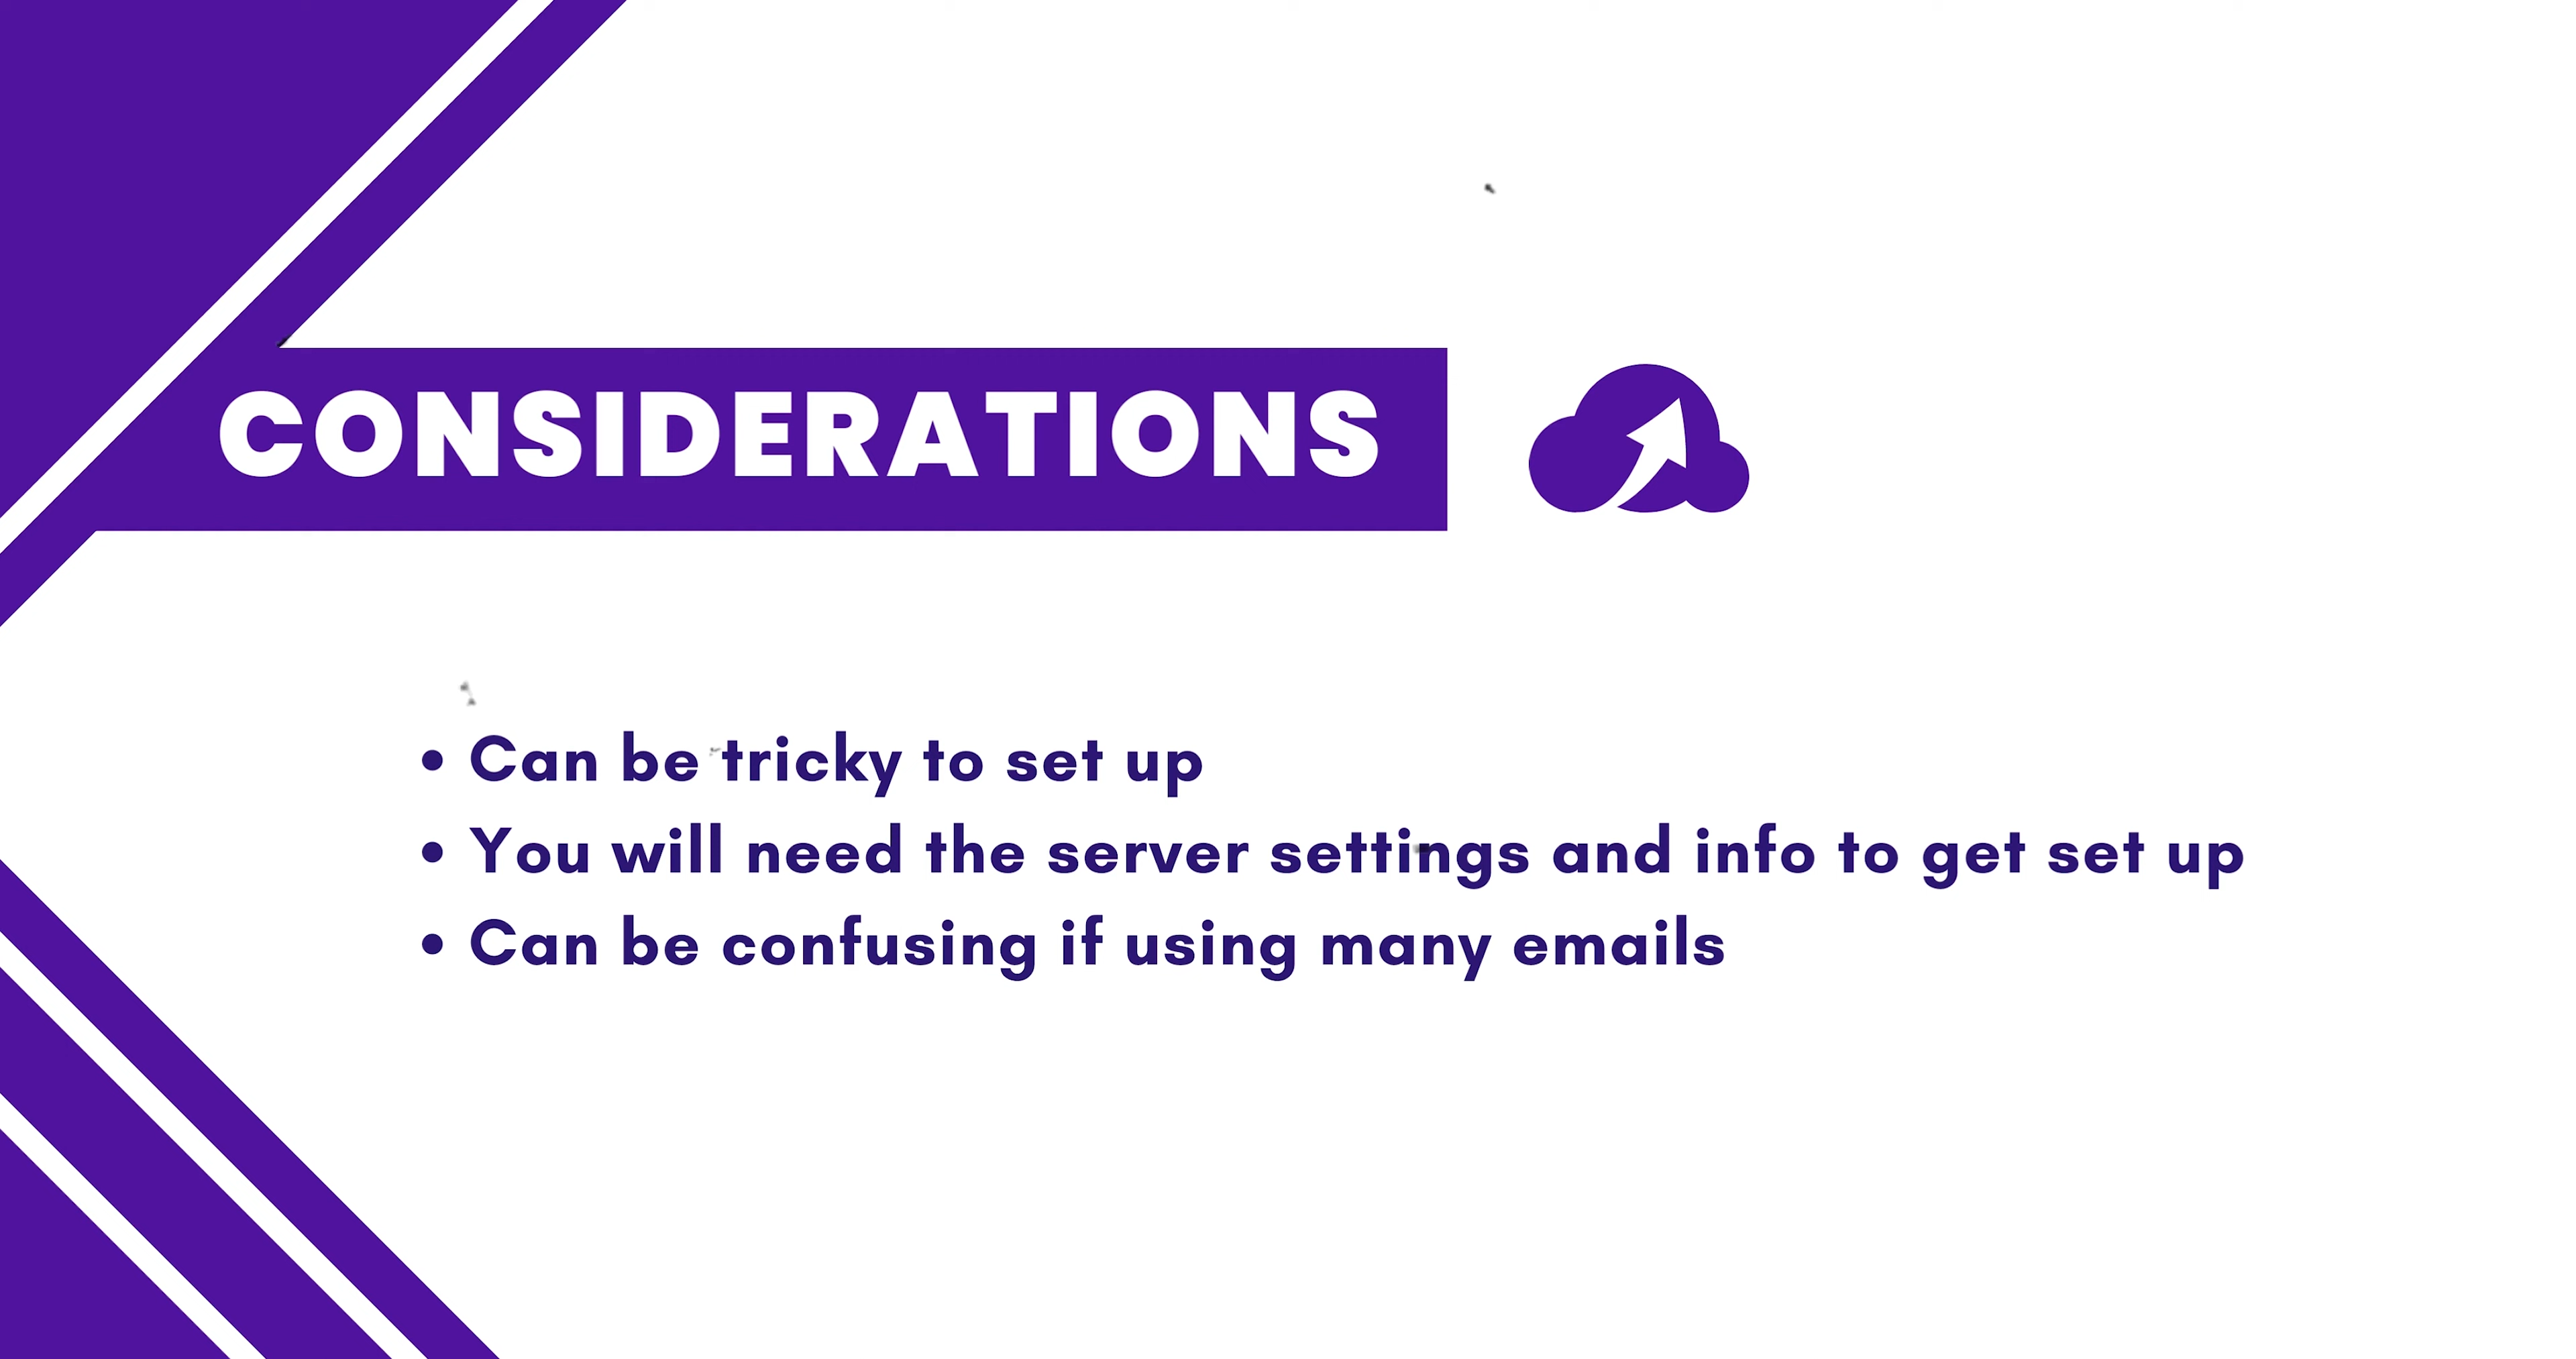 CONSIDERATIONS
• Can be tricky to set up
• You will need the server settings and info to get set up
• Can be confusing if using many emails